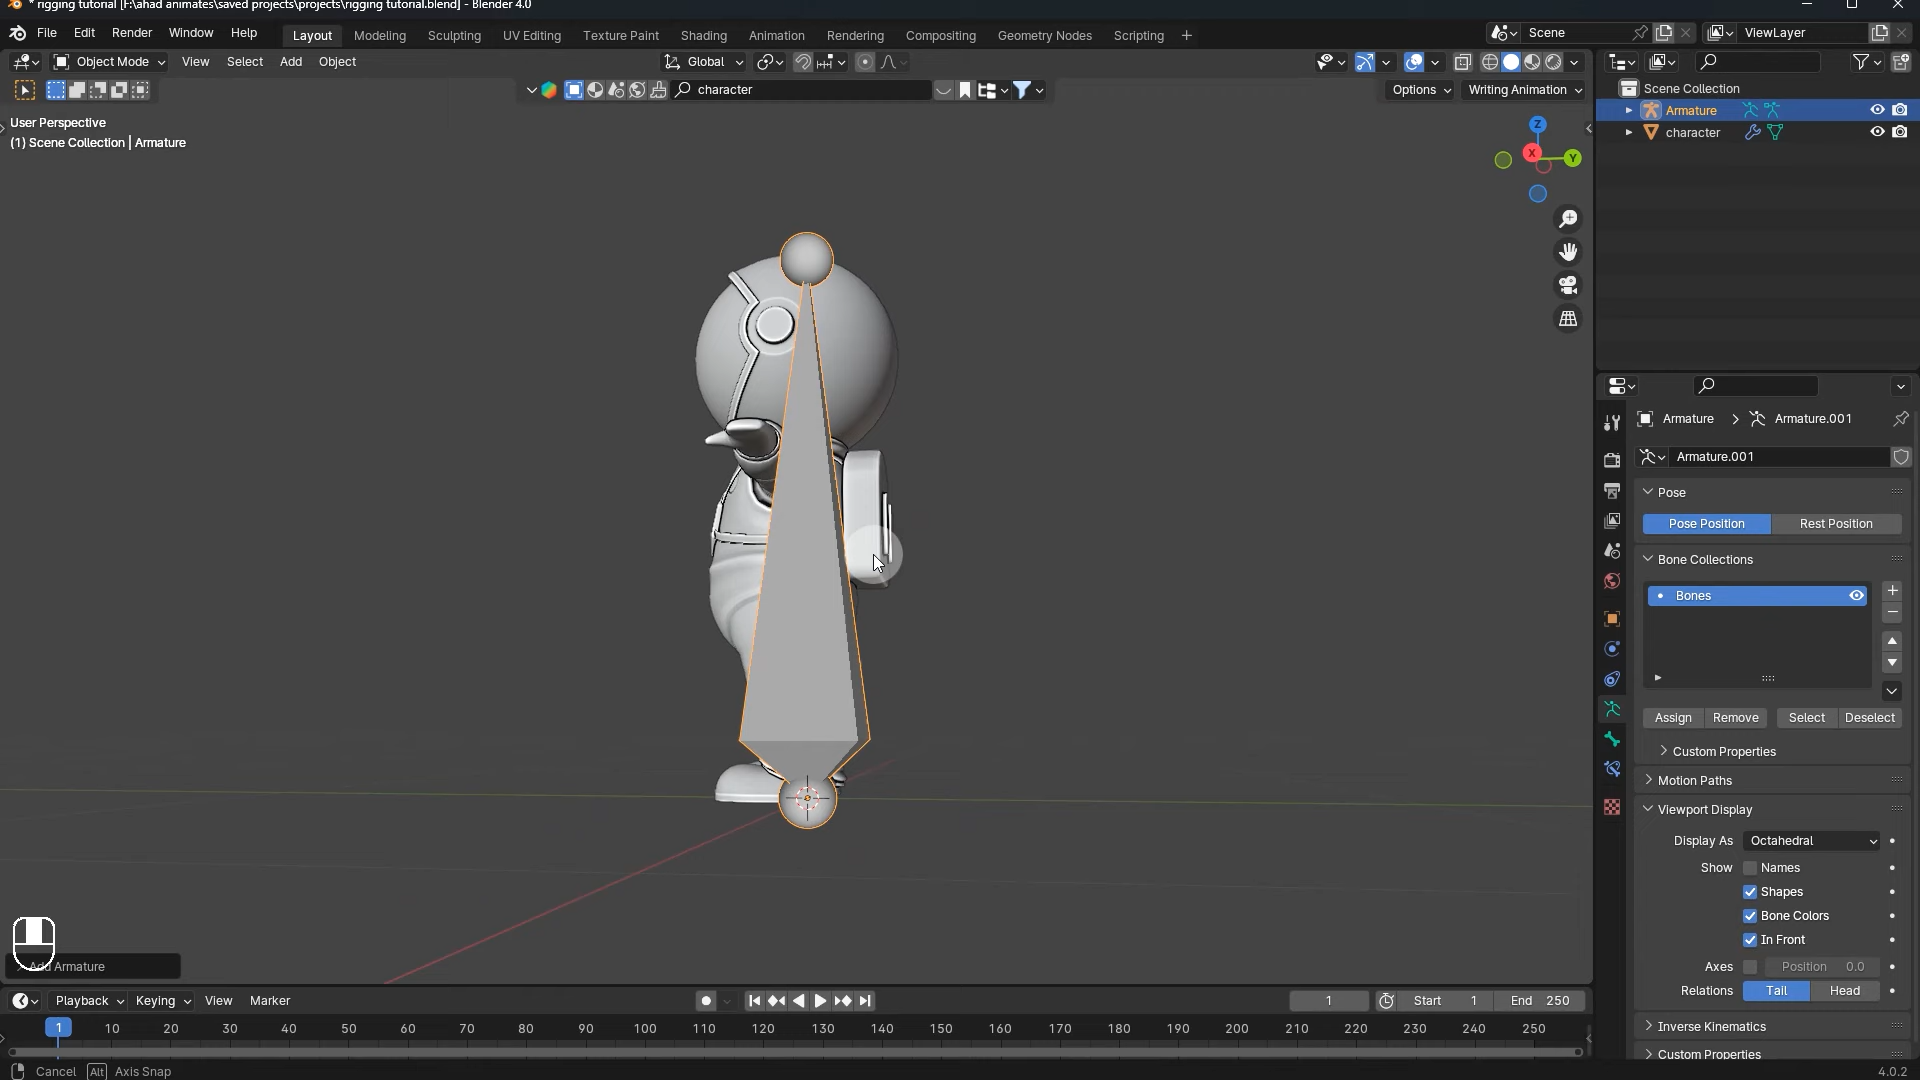 * rigging tutorial [F:\ahad animates\saved projects\projects\rigging tutorial.blend] - Blender 4.0
File Edit Render Window Help Layout Modeling Sculpting UV Editing Texture Paint Shading Animation Rendering Compositing Geometry Nodes Scripting + Scene ViewLayer
Object Mode View Select Add Object Global
character Options Writing Animation
User Perspective
(1) Scene Collection | Armature
Z
X
Y
Scene Collection
Armature
character
Armature > Armature.001
Armature.001
Pose
Pose Position Rest Position
Bone Collections
Bones
Assign Remove Select Deselect
Custom Properties
Motion Paths
Viewport Display
Display As Octahedral
Show Names
Shapes
Bone Colors
In Front
Axes Position 0.0
Relations Tail Head
Inverse Kinematics
Custom Properties
Add Armature
Playback Keying View Marker 1 Start 1 End 250
1 10 20 30 40 50 60 70 80 90 100 110 120 130 140 150 160 170 180 190 200 210 220 230 240 250
Cancel Alt Axis Snap 4.0.2